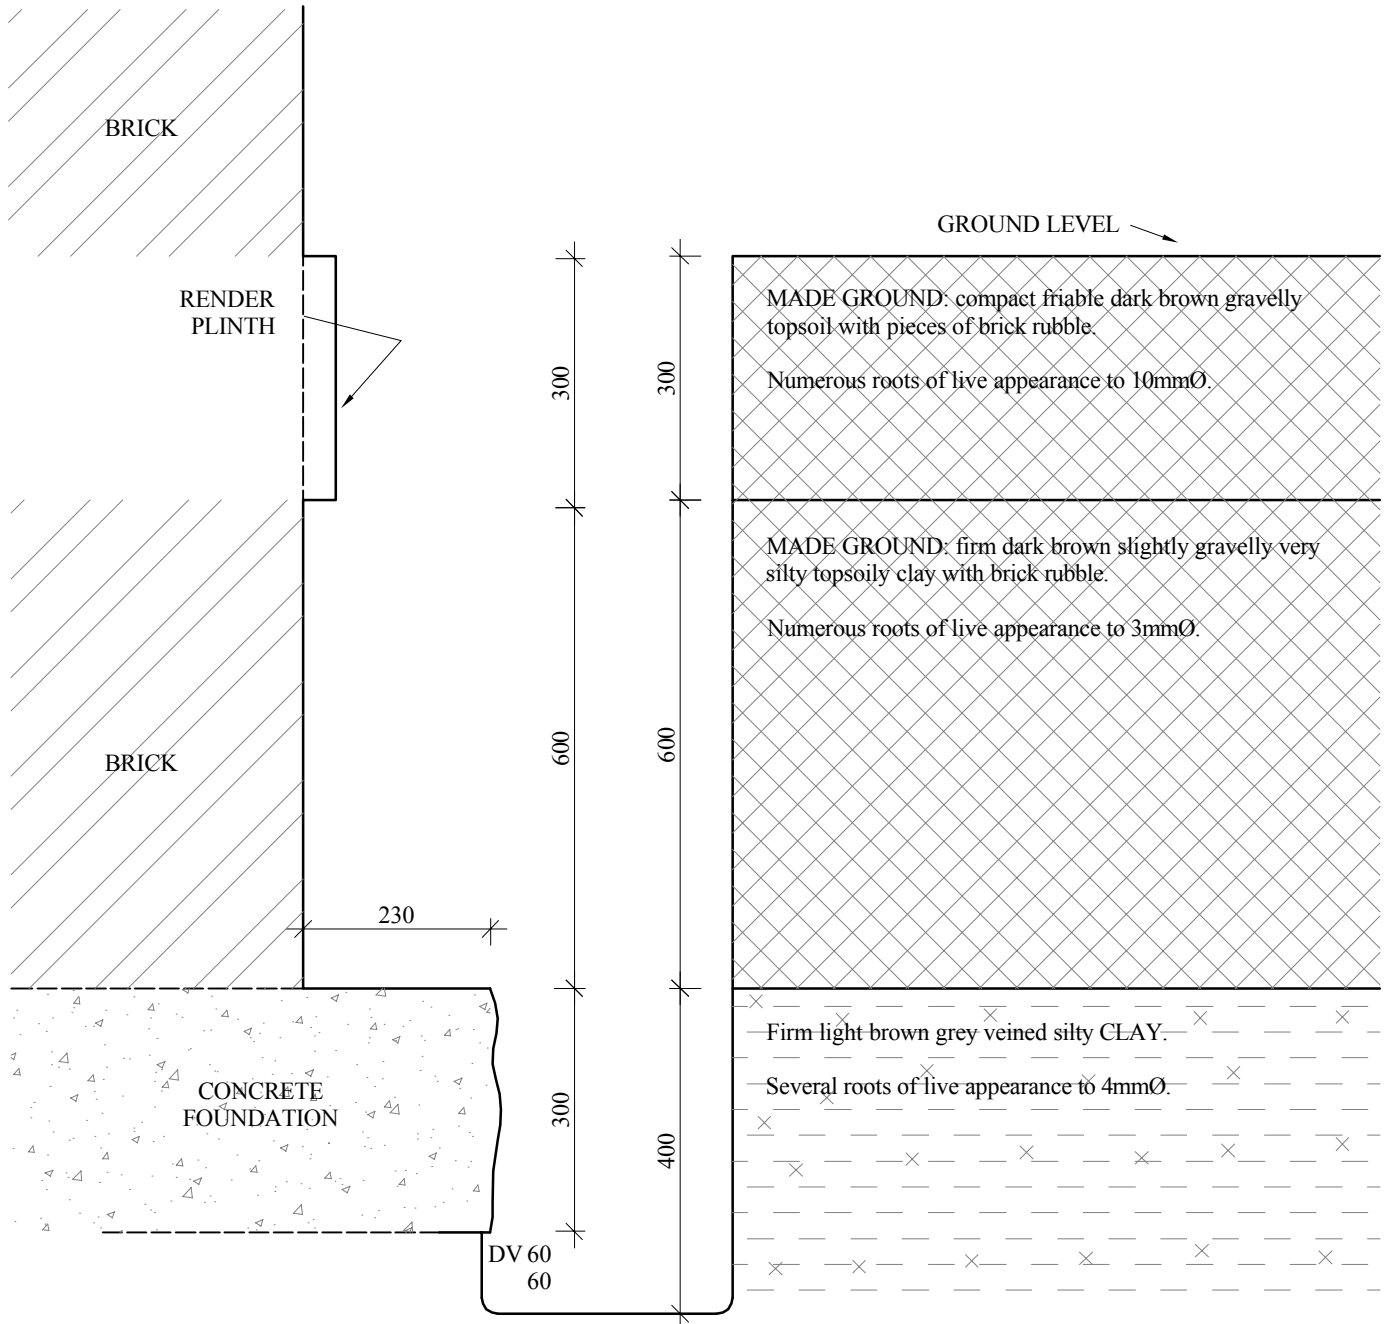 BRICK
GROUND LEVEL
RENDER
PLINTH
300
300
MADE GROUND: compact friable dark brown gravelly
topsoil with pieces of brick rubble.
Numerous roots of live appearance to 10mmØ.
BRICK
600
600
MADE GROUND: firm dark brown slightly gravelly very
silty topsoily clay with brick rubble.
Numerous roots of live appearance to 3mmØ.
230
CONCRETE
FOUNDATION
300
400
Firm light brown grey veined silty CLAY.
Several roots of live appearance to 4mmØ.
DV 60
60